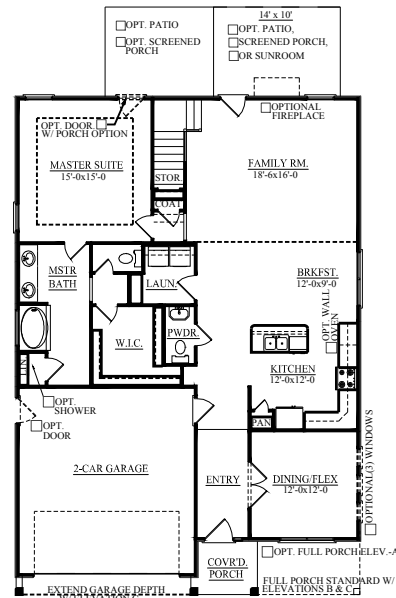 14' x 10'
OPT. PATIO
OPT. SCREENED
PORCH
OPT. PATIO,
SCREENED PORCH,
OR SUNROOM
OPTIONAL
FIREPLACE
OPT. DOOR
W/ PORCH OPTION
MASTER SUITE
15'-0x15'-0
STOR.
COAT
FAMILY RM.
18'-6x16'-0
MSTR
BATH
LAUN.
BRKFST.
12'-0x9'-0
OPT. WALL
OVEN
W.I.C.
PWDR.
KITCHEN
12'-0x12'-0
OPT.
SHOWER
OPT.
DOOR
PAN
OPTIONAL(3) WINDOWS
2-CAR GARAGE
ENTRY
DINING/FLEX
12'-0x12'-0
COVR'D.
PORCH
OPT. FULL PORCH ELEV.-A
FULL PORCH STANDARD W/
ELEVATIONS B & C
EXTEND GARAGE DEPTH